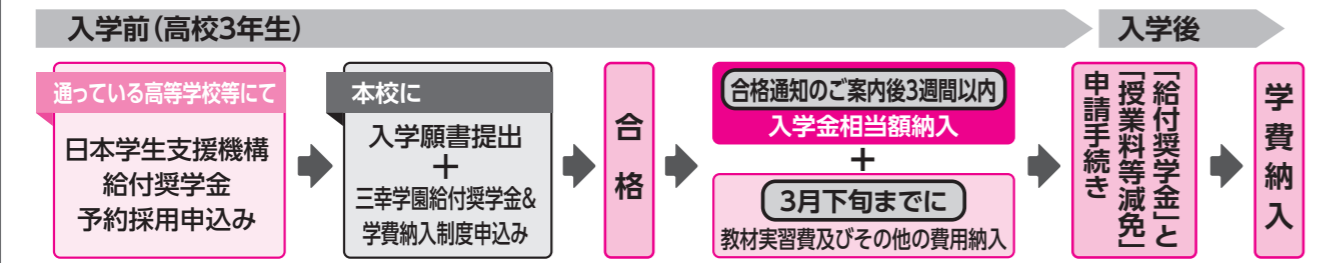 入学前(高校3年生)
入学後
通っている高等学校等にて
日本学生支援機構
給付奨学金
予約採用申込み
本校に
入学願書提出
+
三幸学園給付奨学金&
学費納入制度申込み
合格
合格通知のご案内後3週間以内
入学金相当額納入
+
3月下旬までに
教材実習費及びその他の費用納入
「給付奨学金」と
「授業料等減免」
申請手続き
学費納入